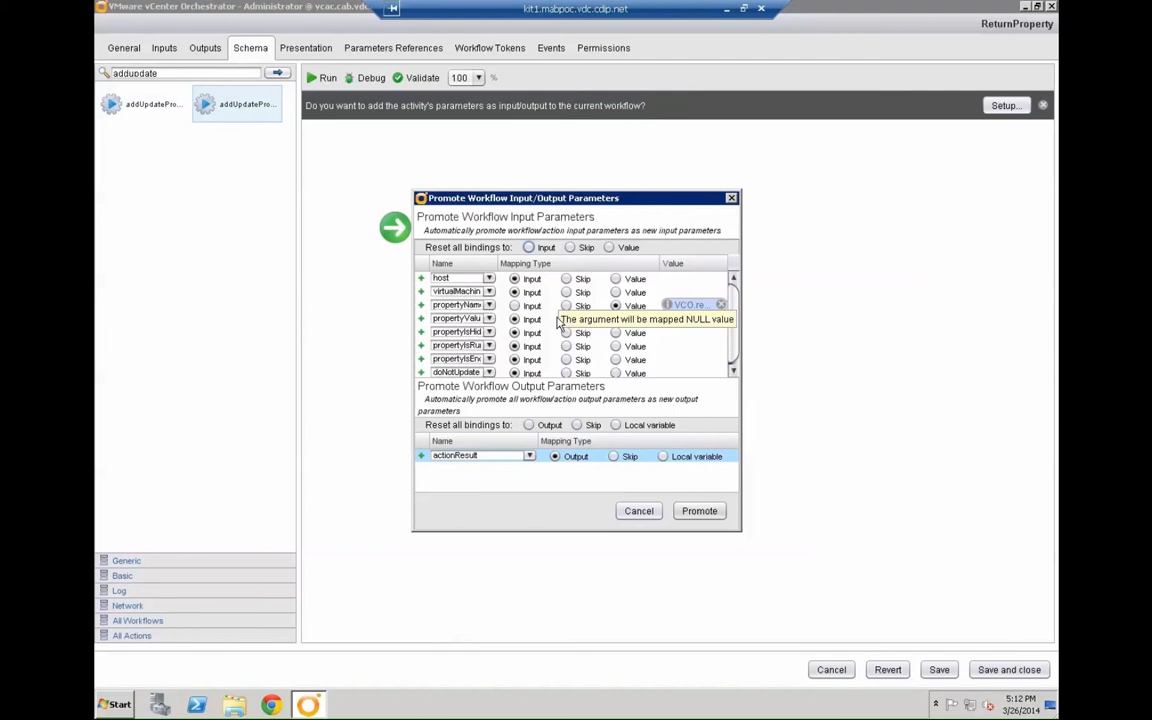 VMware vCenter Orchestrator - Administrator @ vcac.cab.vdc.
kit1.mabpoc.vdc.cdip.net
ReturnProperty
General Inputs Outputs Schema Presentation Parameters References Workflow Tokens Events Permissions
addupdate
Run Debug Validate 100 %
addUpdatePro... addUpdatePro...
Do you want to add the activity's parameters as input/output to the current workflow? Setup...
Promote Workflow Input/Output Parameters
Promote Workflow Input Parameters
Automatically promote workflow/action input parameters as new input parameters
Reset all bindings to: Input Skip Value
Name Mapping Type Value
host Input Skip Value
virtualMachin Input Skip Value
propertyName Input Skip Value VCO.re...
propertyValu Input The argument will be mapped NULL value
propertyIsHid Input Skip Value
propertyIsRu Input Skip Value
propertyIsEnc Input Skip Value
doNotUpdate Input Skip Value
Promote Workflow Output Parameters
Automatically promote all workflow/action output parameters as new output
parameters
Reset all bindings to: Output Skip Local variable
Name Mapping Type
actionResult Output Skip Local variable
Cancel Promote
Generic
Basic
Log
Network
All Workflows
All Actions
Cancel Revert Save Save and close
Start
5:12 PM
3/26/2014